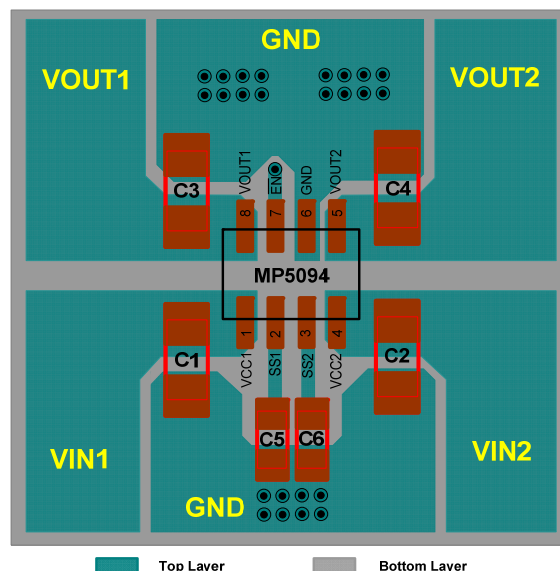 GND
VOUT1
VOUT2
VOUT1
EN
GND
VOUT2
C3
C4
8
7
6
5
MP5094
1
2
3
4
C1
C2
VCC1
SS1
SS2
VCC2
C5
C6
VIN1
VIN2
GND
Top Layer
Bottom Layer